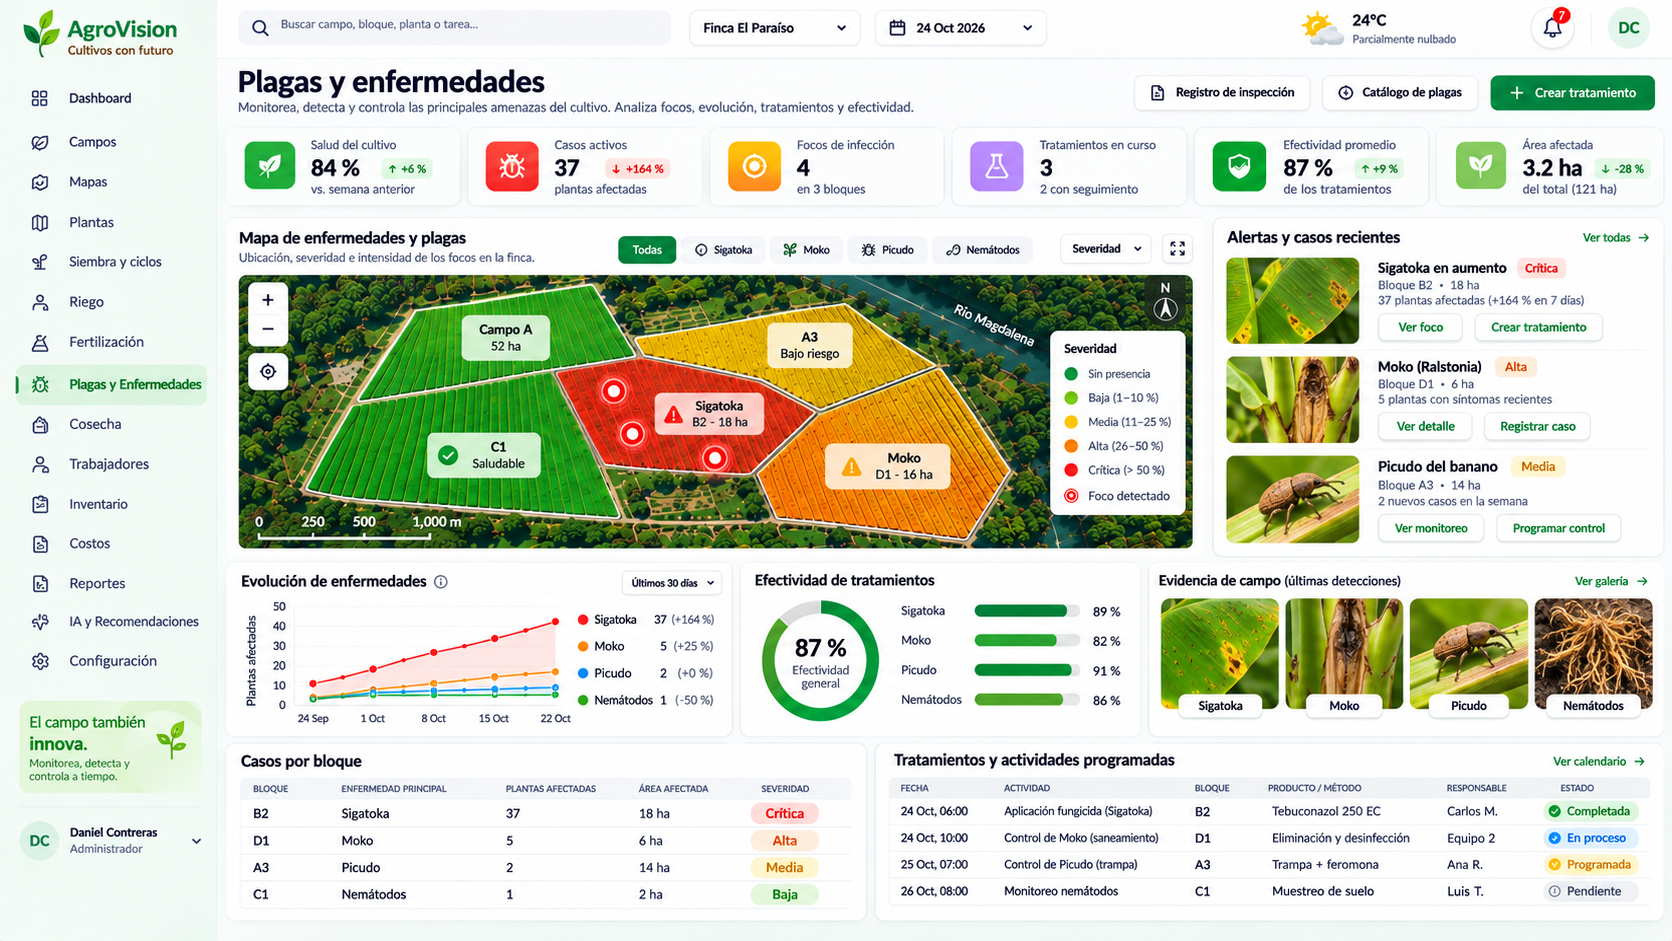 AgroVision
Cultivos con futuro
Buscar campo, bloque, planta o tarea...
Finca El Paraíso
24 Oct 2026
24°C
Parcialmente nulbado
7
DC
Dashboard
Campos
Mapas
Plantas
Siembra y ciclos
Riego
Fertilización
Plagas y Enfermedades
Cosecha
Trabajadores
Inventario
Costos
Reportes
IA y Recomendaciones
Configuración
El campo también
innova.
Monitorea, detecta y
controla a tiempo.
DC
Daniel Contreras
Administrador
Plagas y enfermedades
Monitorea, detecta y controla las principales amenazas del cultivo. Analiza focos, evolución, tratamientos y efectividad.
Registro de inspección
Catálogo de plagas
+ Crear tratamiento
Salud del cultivo
84 % ↑ +6 %
vs. semana anterior
Casos activos
37 ↓ +164 %
plantas afectadas
Focos de infección
4
en 3 bloques
Tratamientos en curso
3
2 con seguimiento
Efectividad promedio
87 % ↑ +9 %
de los tratamientos
Área afectada
3.2 ha ↓ -28 %
del total (121 ha)
Mapa de enfermedades y plagas
Ubicación, severidad e intensidad de los focos en la finca.
Todas
Sigatoka
Moko
Picudo
Nemátodos
Severidad
+
−
Campo A
52 ha
A3
Bajo riesgo
Sigatoka
B2 - 18 ha
C1
Saludable
Moko
D1 - 16 ha
Rio Magdalena
N
Severidad
Sin presencia
Baja (1–10 %)
Media (11–25 %)
Alta (26–50 %)
Crítica (> 50 %)
Foco detectado
0 250 500 1,000 m
Alertas y casos recientes
Ver todas →
Sigatoka en aumento Crítica
Bloque B2 • 18 ha
37 plantas afectadas (+164 % en 7 días)
Ver foco
Crear tratamiento
Moko (Ralstonia) Alta
Bloque D1 • 6 ha
5 plantas con síntomas recientes
Ver detalle
Registrar caso
Picudo del banano Media
Bloque A3 • 14 ha
2 nuevos casos en la semana
Ver monitoreo
Programar control
Evolución de enfermedades
Últimos 30 días
Plantas afectadas
50
40
30
20
10
0
24 Sep 1 Oct 8 Oct 15 Oct 22 Oct
Sigatoka 37 (+164 %)
Moko 5 (+25 %)
Picudo 2 (+0 %)
Nemátodos 1 (-50 %)
Efectividad de tratamientos
87 %
Efectividad
general
Sigatoka 89 %
Moko 82 %
Picudo 91 %
Nemátodos 86 %
Evidencia de campo (últimas detecciones)
Ver galería →
Sigatoka
Moko
Picudo
Nemátodos
Casos por bloque
BLOQUE ENFERMEDAD PRINCIPAL PLANTAS AFECTADAS ÁREA AFECTADA SEVERIDAD
B2 Sigatoka 37 18 ha Crítica
D1 Moko 5 6 ha Alta
A3 Picudo 2 14 ha Media
C1 Nemátodos 1 2 ha Baja
Tratamientos y actividades programadas
Ver calendario →
FECHA ACTIVIDAD BLOQUE PRODUCTO / MÉTODO RESPONSABLE ESTADO
24 Oct, 06:00 Aplicación fungicida (Sigatoka) B2 Tebuconazol 250 EC Carlos M. Completada
24 Oct, 10:00 Control de Moko (saneamiento) D1 Eliminación y desinfección Equipo 2 En proceso
25 Oct, 07:00 Control de Picudo (trampa) A3 Trampa + feromona Ana R. Programada
26 Oct, 08:00 Monitoreo nemátodos C1 Muestreo de suelo Luis T. Pendiente